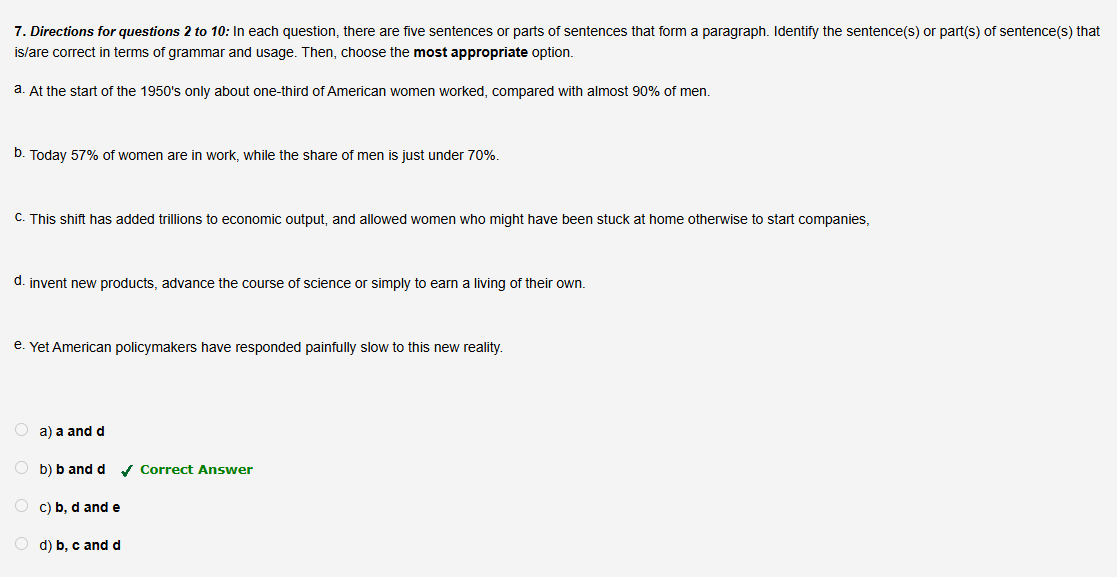 7. Directions for questions 2 to 10: In each question, there are five sentences or parts of sentences that form a paragraph. Identify the sentence(s) or part(s) of sentence(s) that
is/are correct in terms of grammar and usage. Then, choose the most appropriate option.
a. At the start of the 1950's only about one-third of American women worked, compared with almost 90% of men.
b. Today 57% of women are in work, while the share of men is just under 70%.
c. This shift has added trillions to economic output, and allowed women who might have been stuck at home otherwise to start companies,
d. invent new products, advance the course of science or simply to earn a living of their own.
e. Yet American policymakers have responded painfully slow to this new reality.
a) a and d
b) b and d ✓ Correct Answer
c) b, d and e
d) b, c and d